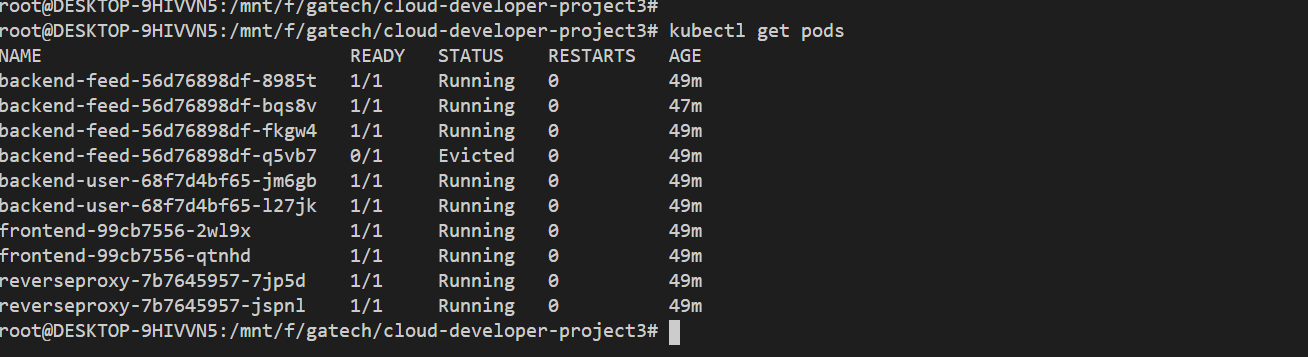 root@DESKTOP-9HIVVN5:/mnt/f/gatech/cloud-developer-project3#
root@DESKTOP-9HIVVN5:/mnt/f/gatech/cloud-developer-project3# kubectl get pods
NAME READY STATUS RESTARTS AGE
backend-feed-56d76898df-8985t 1/1 Running 0 49m
backend-feed-56d76898df-bqs8v 1/1 Running 0 47m
backend-feed-56d76898df-fkgw4 1/1 Running 0 49m
backend-feed-56d76898df-q5vb7 0/1 Evicted 0 49m
backend-user-68f7d4bf65-jm6gb 1/1 Running 0 49m
backend-user-68f7d4bf65-l27jk 1/1 Running 0 49m
frontend-99cb7556-2wl9x 1/1 Running 0 49m
frontend-99cb7556-qtnhd 1/1 Running 0 49m
reverseproxy-7b7645957-7jp5d 1/1 Running 0 49m
reverseproxy-7b7645957-jspnl 1/1 Running 0 49m
root@DESKTOP-9HIVVN5:/mnt/f/gatech/cloud-developer-project3#